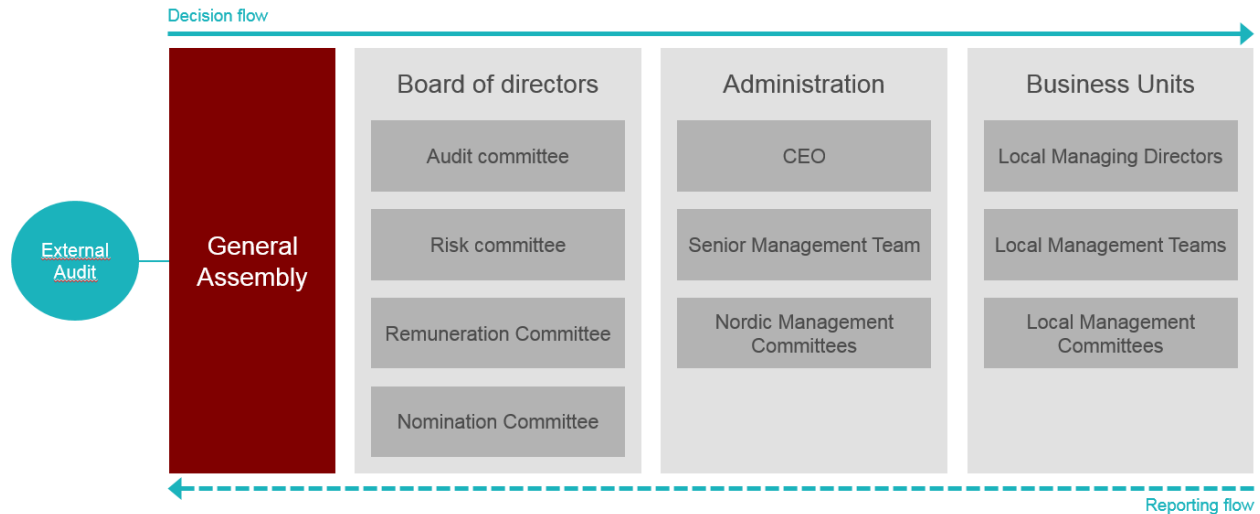 Decision flow
External
Audit
General
Assembly
Board of directors
Audit committee
Risk committee
Remuneration Committee
Nomination Committee
Administration
CEO
Senior Management Team
Nordic Management
Committees
Business Units
Local Managing Directors
Local Management Teams
Local Management
Committees
Reporting flow